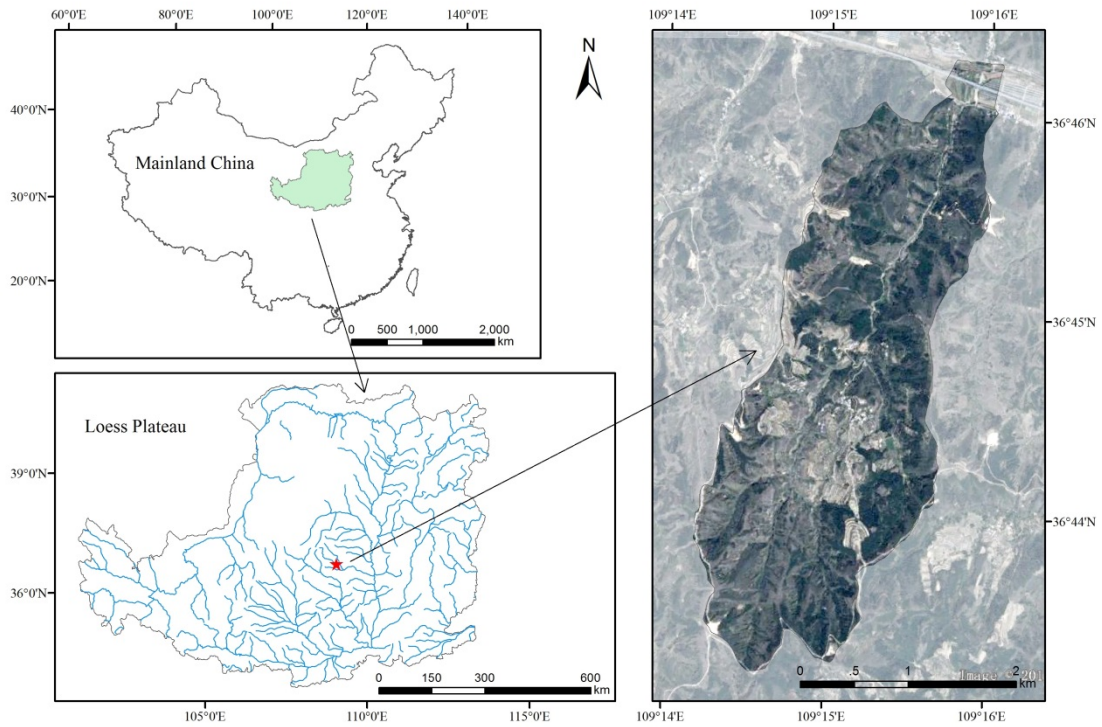 60°0'E 80°0'E 100°0'E 120°0'E 140°0'E
40°0'N
30°0'N
20°0'N
Mainland China
0 500 1,000 2,000
km
N
Loess Plateau
39°0'N
36°0'N
0 150 300 600
km
105°0'E 110°0'E 115°0'E
109°14'E 109°15'E 109°16'E
36°46'N
36°45'N
36°44'N
0 .5 1 2
km
Image © 201
109°14'E 109°15'E 109°16'E